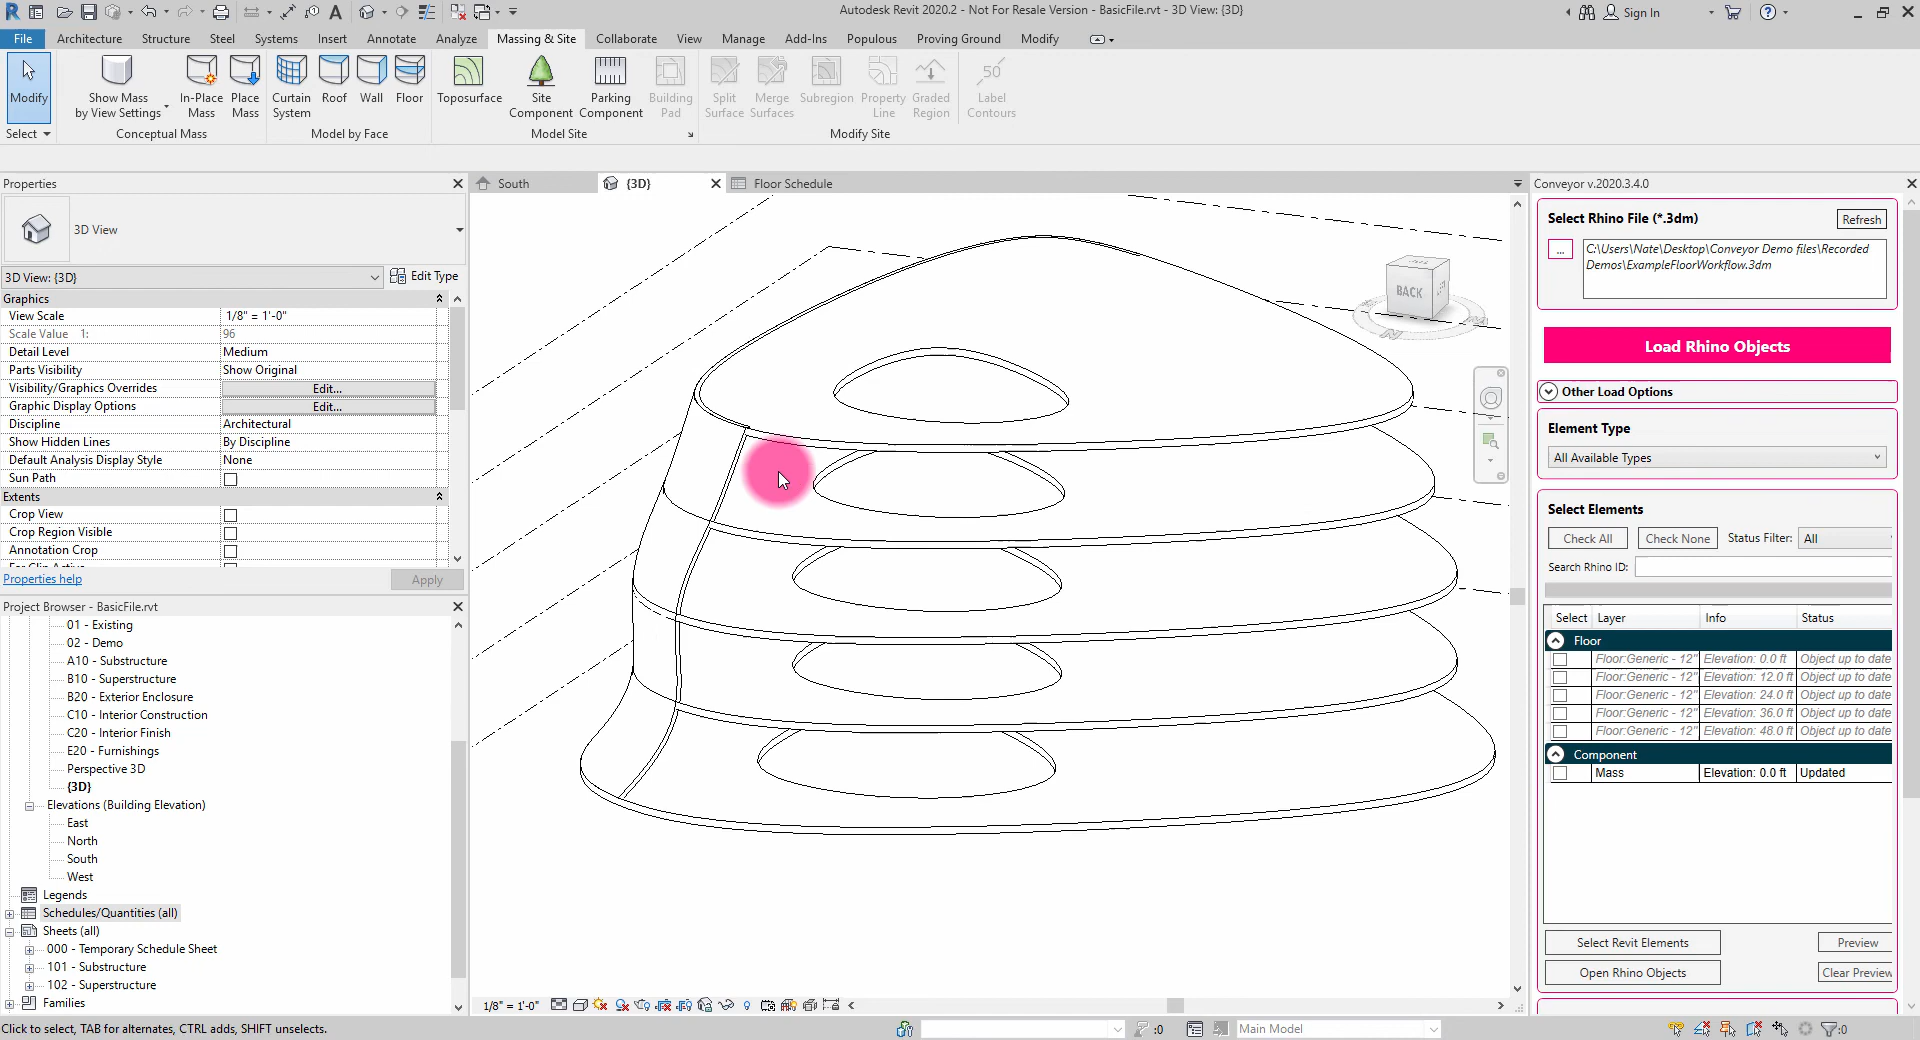 Autodesk Revit 2020.2 - Not For Resale Version - BasicFile.rvt - 3D View: {3D}
Sign In
File Architecture Structure Steel Systems Insert Annotate Analyze Massing & Site Collaborate View Manage Add-Ins Populous Proving Ground Modify
Modify
Show Mass by View Settings
In-Place Mass
Place Mass
Curtain System
Roof
Wall
Floor
Toposurface
Site Component
Parking Component
Building Pad
Split Surface
Merge Surfaces
Subregion
Property Line
Graded Region
50
Label Contours
Select
Conceptual Mass
Model by Face
Model Site
Modify Site
Properties
3D View
3D View: {3D}
Edit Type
Graphics
View Scale 1/8" = 1'-0"
Scale Value 1: 96
Detail Level Medium
Parts Visibility Show Original
Visibility/Graphics Overrides Edit...
Graphic Display Options Edit...
Discipline Architectural
Show Hidden Lines By Discipline
Default Analysis Display Style None
Sun Path
Extents
Crop View
Crop Region Visible
Annotation Crop
Properties help
Apply
Project Browser - BasicFile.rvt
01 - Existing
02 - Demo
A10 - Substructure
B10 - Superstructure
B20 - Exterior Enclosure
C10 - Interior Construction
C20 - Interior Finish
E20 - Furnishings
Perspective 3D
{3D}
Elevations (Building Elevation)
East
North
South
West
Legends
Schedules/Quantities (all)
Sheets (all)
000 - Temporary Schedule Sheet
101 - Substructure
102 - Superstructure
Families
South
{3D}
Floor Schedule
BACK
1/8" = 1'-0"
Conveyor v.2020.3.4.0
Select Rhino File (*.3dm)
Refresh
...
C:\Users\Nate\Desktop\Conveyor Demo files\Recorded
Demos\ExampleFloorWorkflow.3dm
Load Rhino Objects
Other Load Options
Element Type
All Available Types
Select Elements
Check All Check None Status Filter: All
Search Rhino ID:
Select Layer Info Status
Floor
Floor:Generic - 12" Elevation: 0.0 ft Object up to date
Floor:Generic - 12" Elevation: 12.0 ft Object up to date
Floor:Generic - 12" Elevation: 24.0 ft Object up to date
Floor:Generic - 12" Elevation: 36.0 ft Object up to date
Floor:Generic - 12" Elevation: 48.0 ft Object up to date
Component
Mass Elevation: 0.0 ft Updated
Select Revit Elements
Preview
Open Rhino Objects
Clear Preview
Click to select, TAB for alternates, CTRL adds, SHIFT unselects.
:0
Main Model
:0